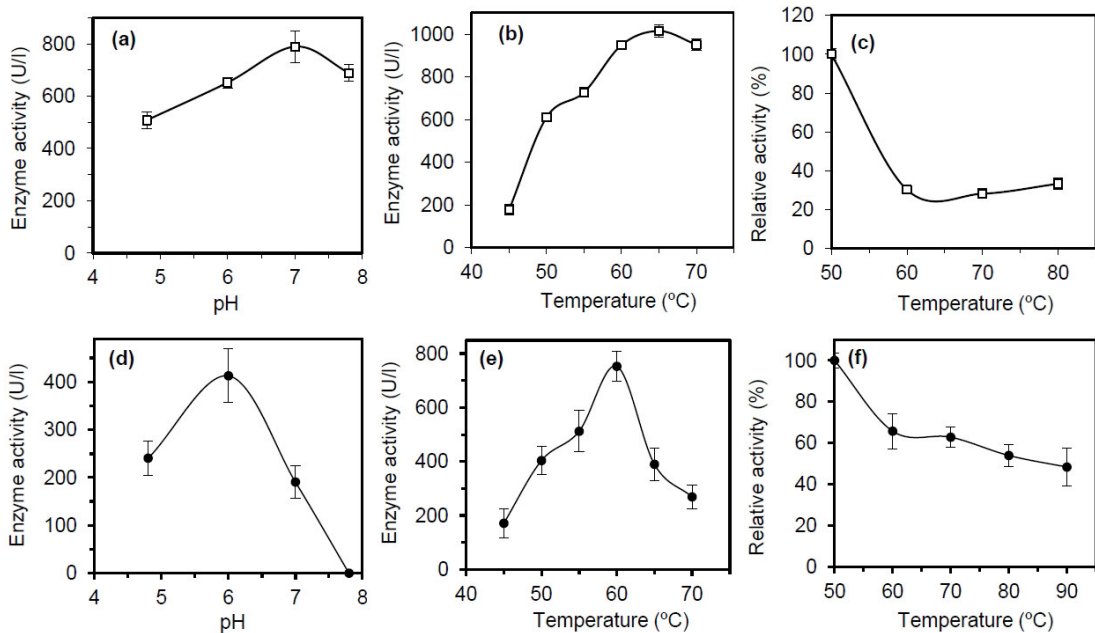 (a)
Enzyme activity (U/l)
800
600
400
200
0
4 5 6 7 8
pH
(b)
Enzyme activity (U/l)
1000
800
600
400
200
0
40 50 60 70
Temperature (ºC)
(c)
Relative activity (%)
120
100
80
60
40
20
0
50 60 70 80
Temperature (ºC)
(d)
Enzyme activity (U/l)
400
300
200
100
0
4 5 6 7 8
pH
(e)
Enzyme activity (U/l)
800
600
400
200
0
40 50 60 70
Temperature (ºC)
(f)
Relative activity (%)
100
80
60
40
20
0
50 60 70 80 90
Temperature (ºC)